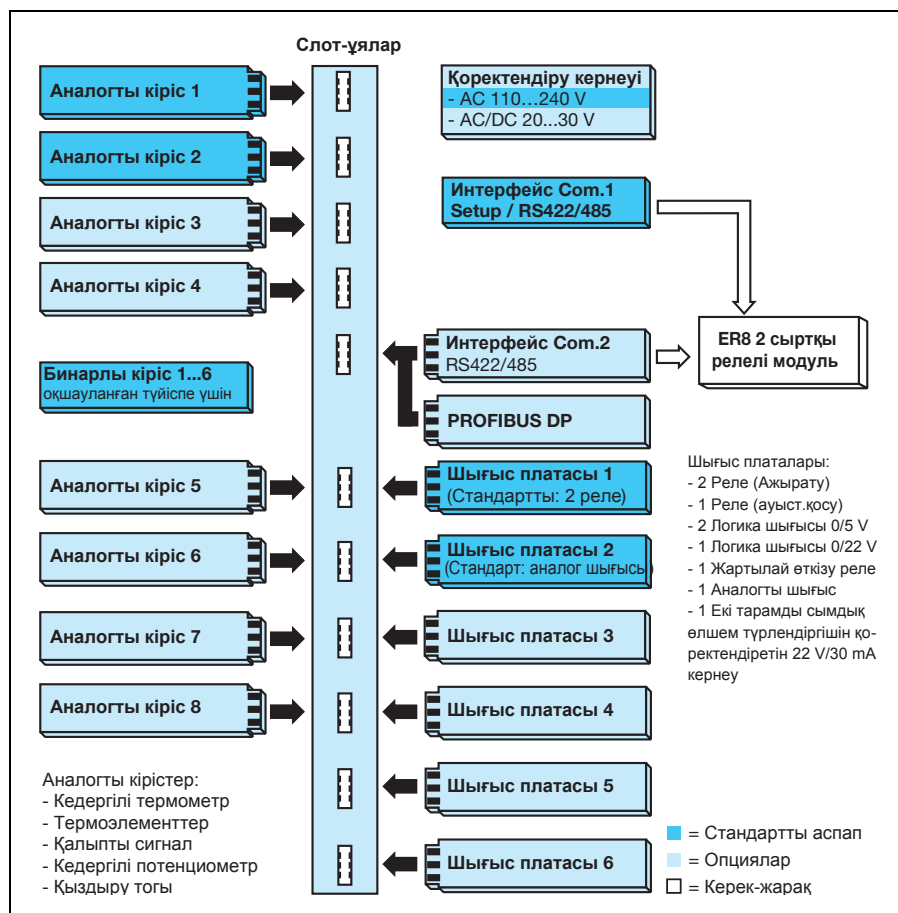 Слот-ұялар
Аналогты кіріс 1
Аналогты кіріс 2
Аналогты кіріс 3
Аналогты кіріс 4
Бинарлы кіріс 1...6
оқшауланған түйіспе үшін
Аналогты кіріс 5
Аналогты кіріс 6
Аналогты кіріс 7
Аналогты кіріс 8
Аналогты кірістер:
- Кедергілі термометр
- Термоэлементтер
- Қалыпты сигнал
- Кедергілі потенциометр
- Қыздыру тогы
Қоректендіру кернеуі
- AC 110...240 V
- AC/DC 20...30 V
Интерфейс Com.1
Setup / RS422/485
Интерфейс Com.2
RS422/485
PROFIBUS DP
ER8 2 сыртқы
релелі модуль
Шығыс платасы 1
(Стандартты: 2 реле)
Шығыс платасы 2
(Стандарт: аналог шығысы)
Шығыс платасы 3
Шығыс платасы 4
Шығыс платасы 5
Шығыс платасы 6
Шығыс платалары:
- 2 Реле (Ажырату)
- 1 Реле (ауыст.қосу)
- 2 Логика шығысы 0/5 V
- 1 Логика шығысы 0/22 V
- 1 Жартылай өткізу реле
- 1 Аналогты шығыс
- 1 Екі тарамды сымдық
өлшем түрлендіргішін қо-
ректендіретін 22 V/30 mA
кернеу
= Стандартты аспап
= Опциялар
= Керек-жарақ